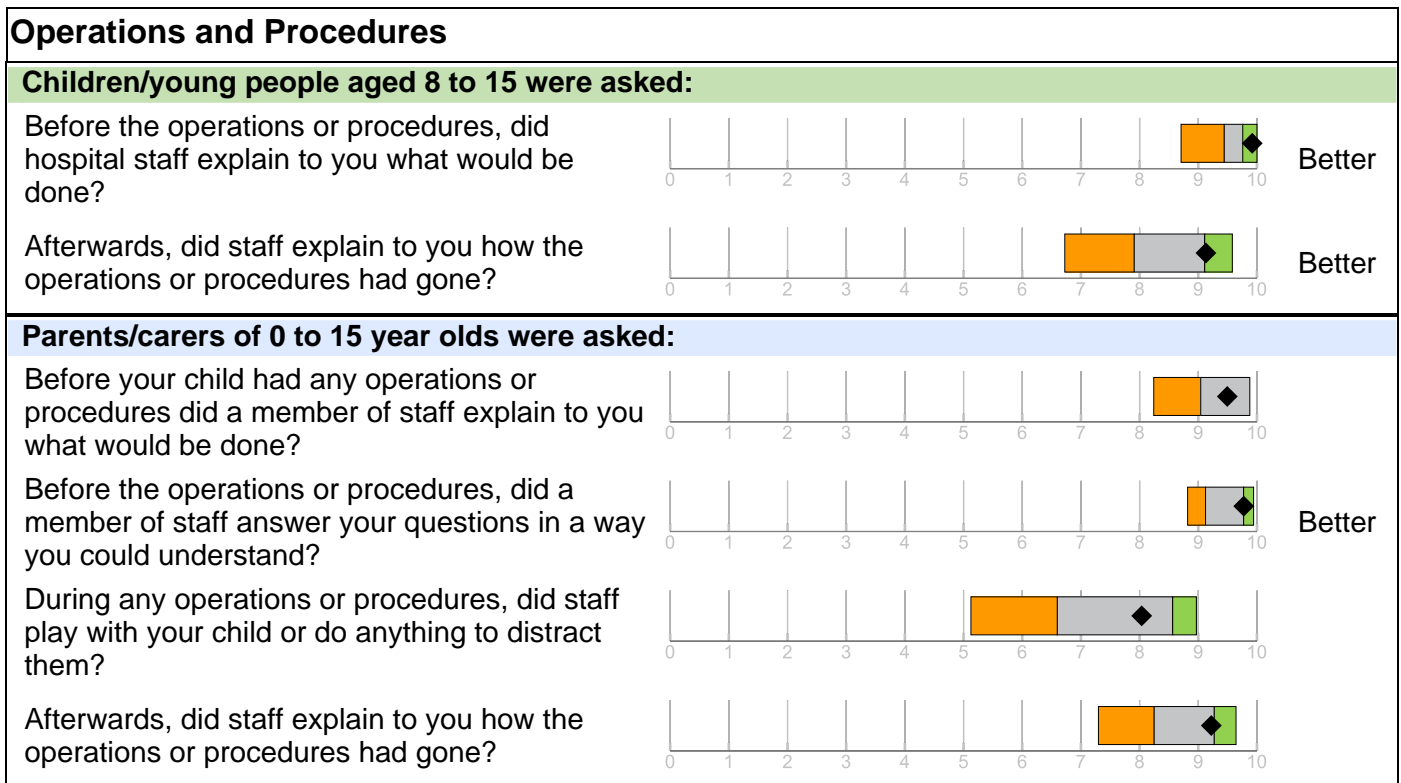 Operations and Procedures
Children/young people aged 8 to 15 were asked:
Before the operations or procedures, did
hospital staff explain to you what would be
done?
0 1 2 3 4 5 6 7 8 9 10
Better
Afterwards, did staff explain to you how the
operations or procedures had gone?
0 1 2 3 4 5 6 7 8 9 10
Better
Parents/carers of 0 to 15 year olds were asked:
Before your child had any operations or
procedures did a member of staff explain to you
what would be done?
0 1 2 3 4 5 6 7 8 9 10
Before the operations or procedures, did a
member of staff answer your questions in a way
you could understand?
0 1 2 3 4 5 6 7 8 9 10
Better
During any operations or procedures, did staff
play with your child or do anything to distract
them?
0 1 2 3 4 5 6 7 8 9 10
Afterwards, did staff explain to you how the
operations or procedures had gone?
0 1 2 3 4 5 6 7 8 9 10